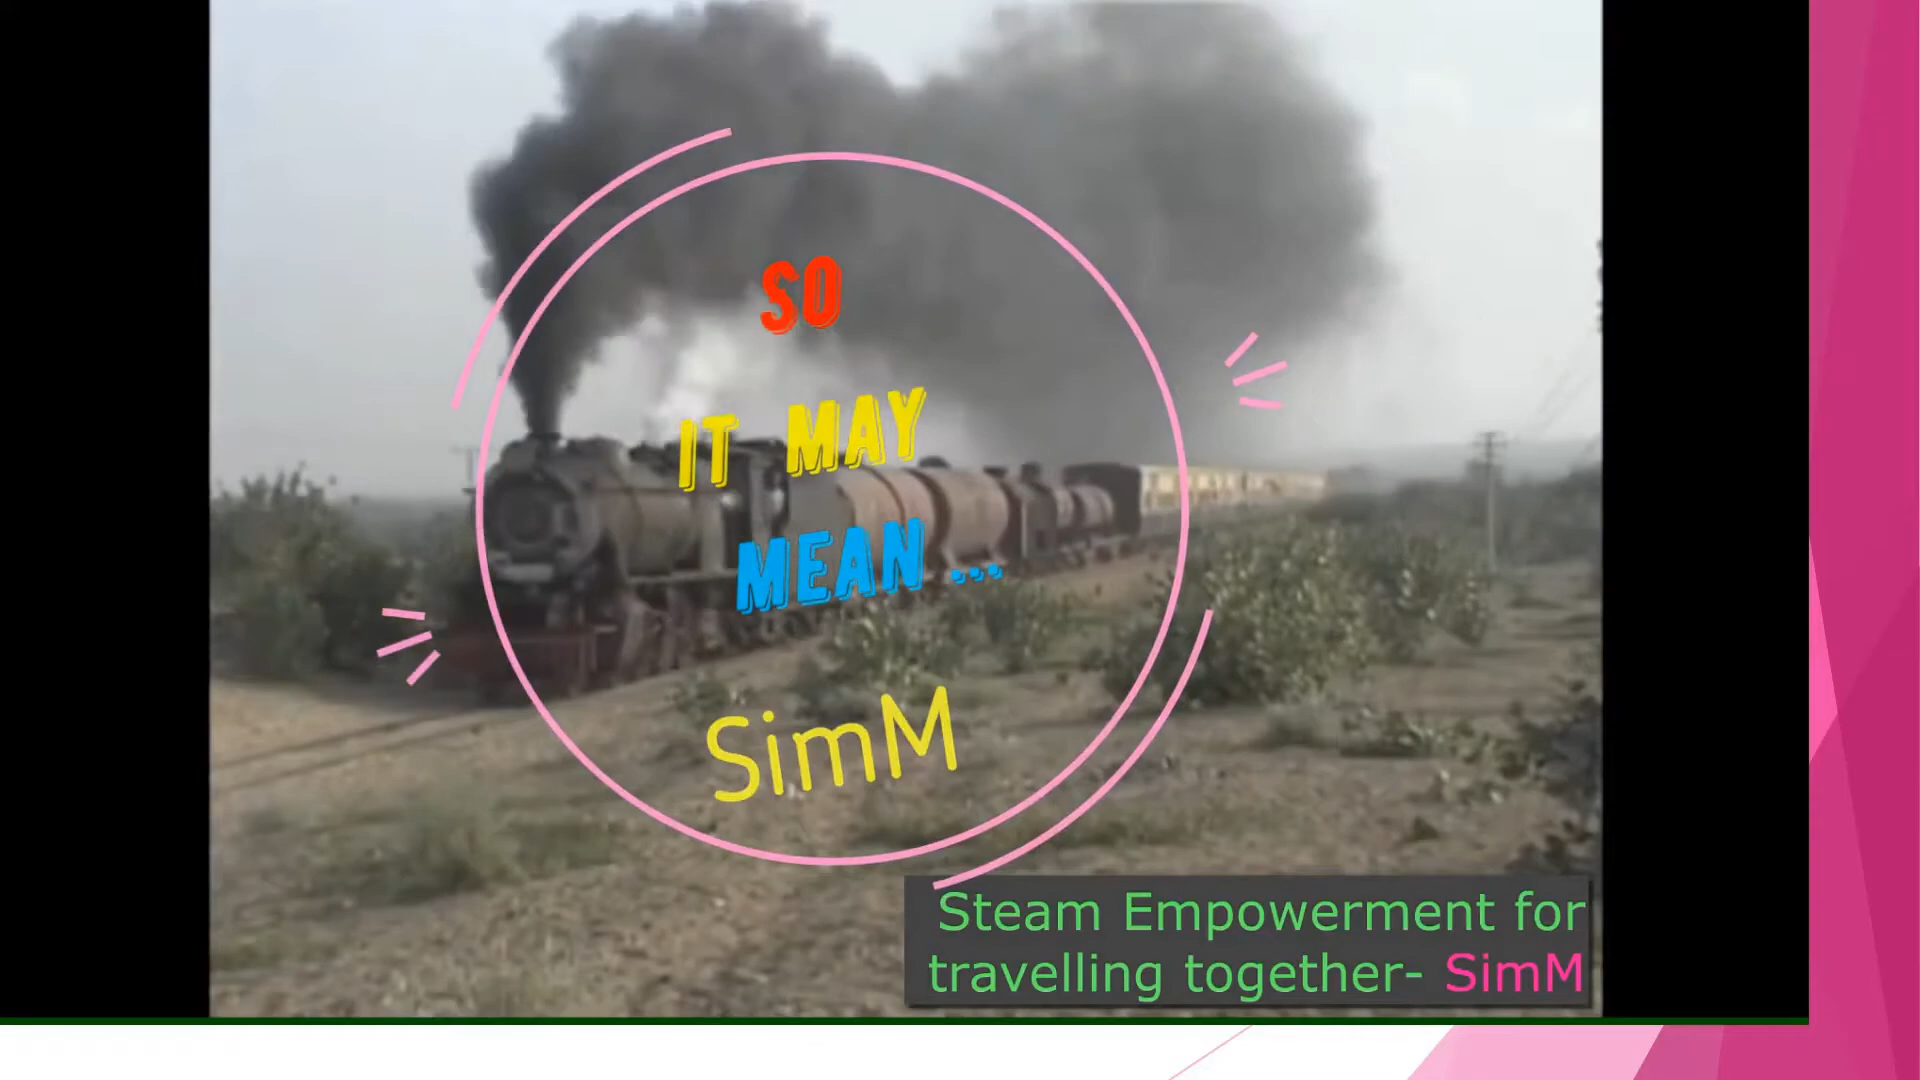 SO
IT MAY
MEAN ...
SimM
Steam Empowerment for
travelling together- SimM